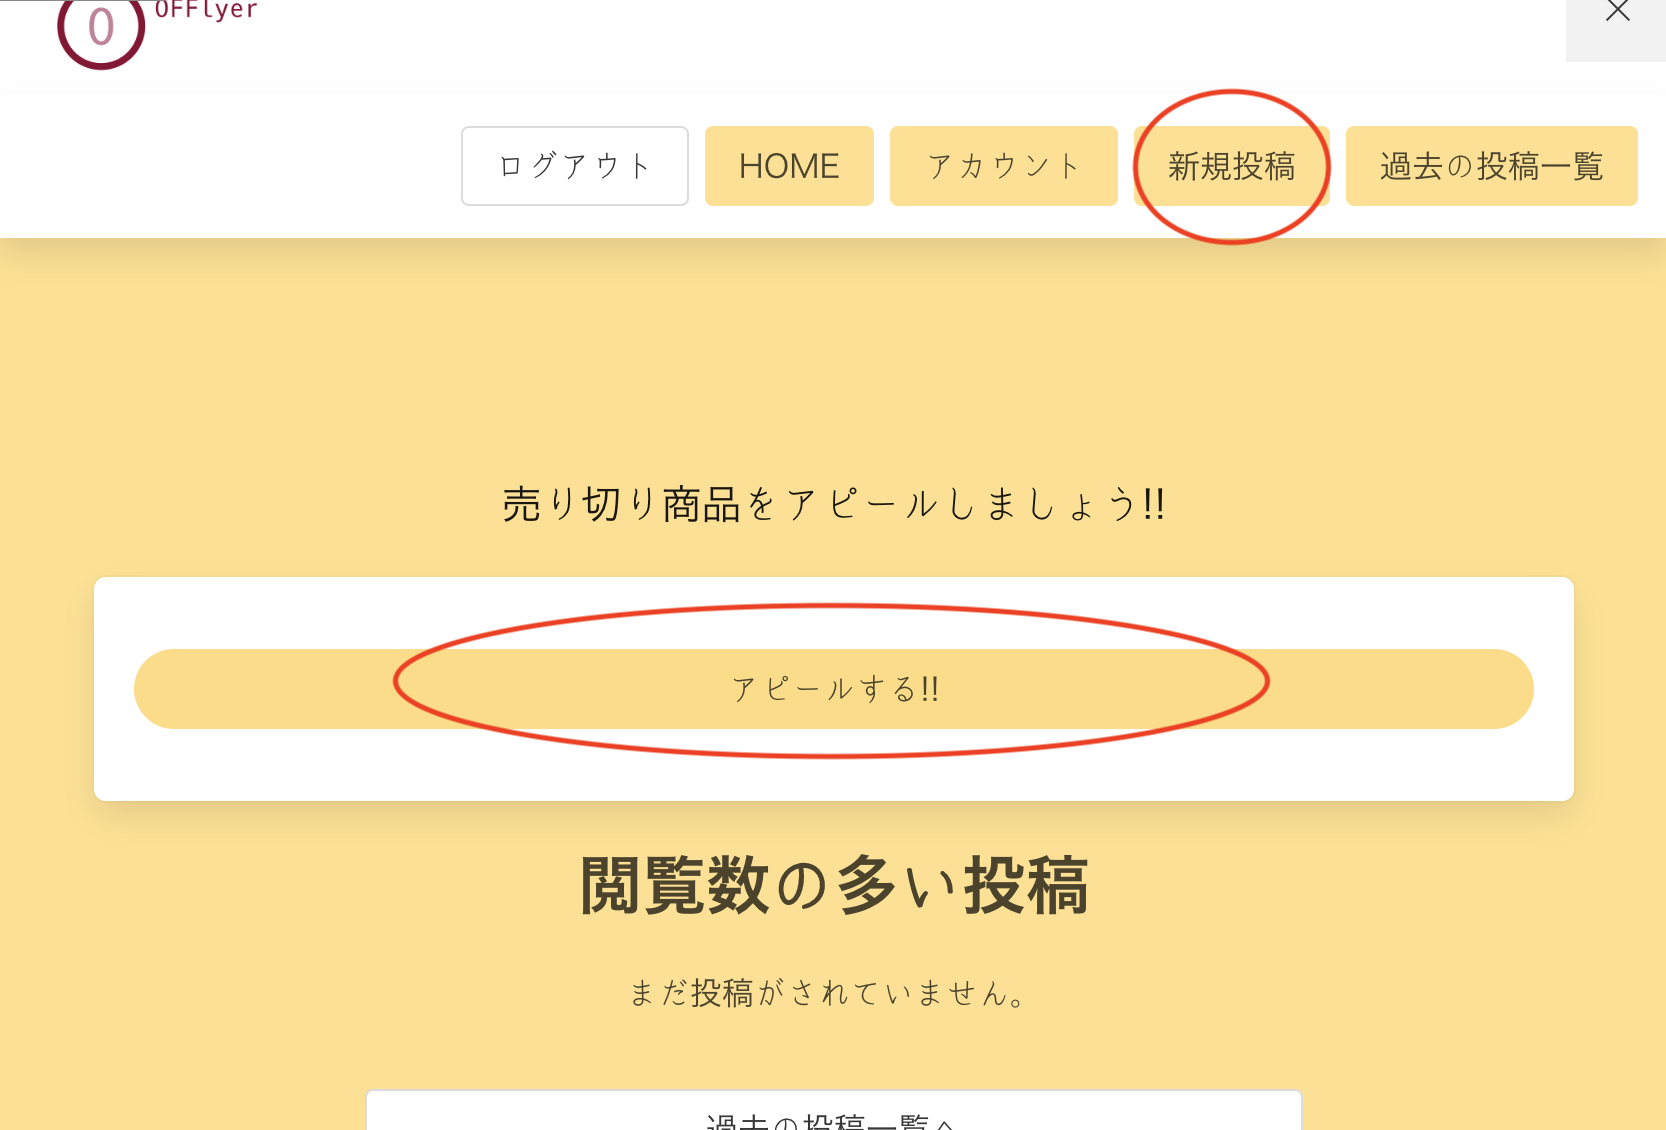 O
OFFlyer
ログアウト
HOME
アカウント
新規投稿
過去の投稿一覧
売り切り商品をアピールしましょう!!
アピールする!!
閲覧数の多い投稿
まだ投稿がされていません。
過去の投稿一覧へ